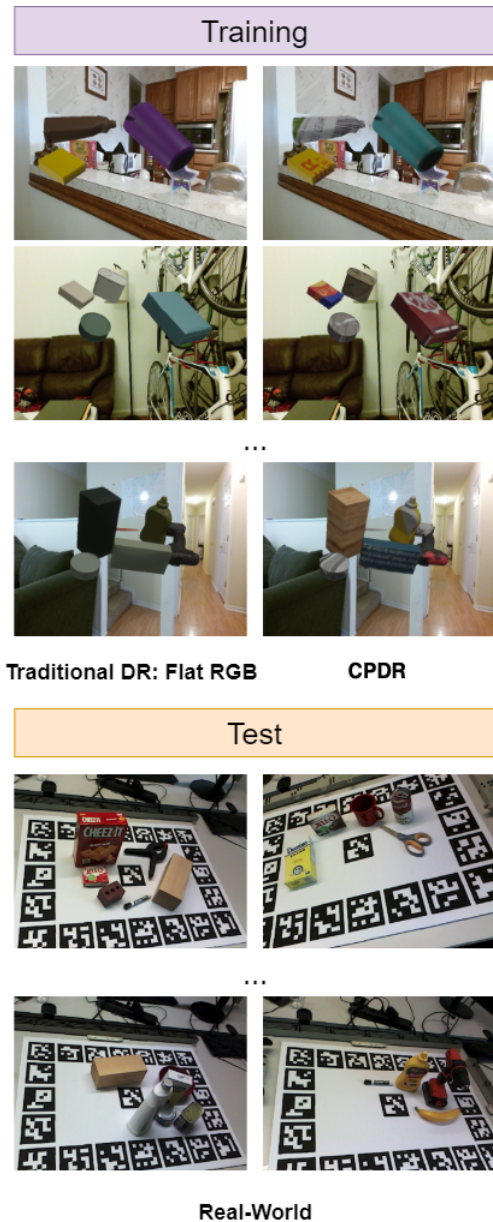 Training
...
Traditional DR: Flat RGB
CPDR
Test
CHEEZ-IT
...
Real-World